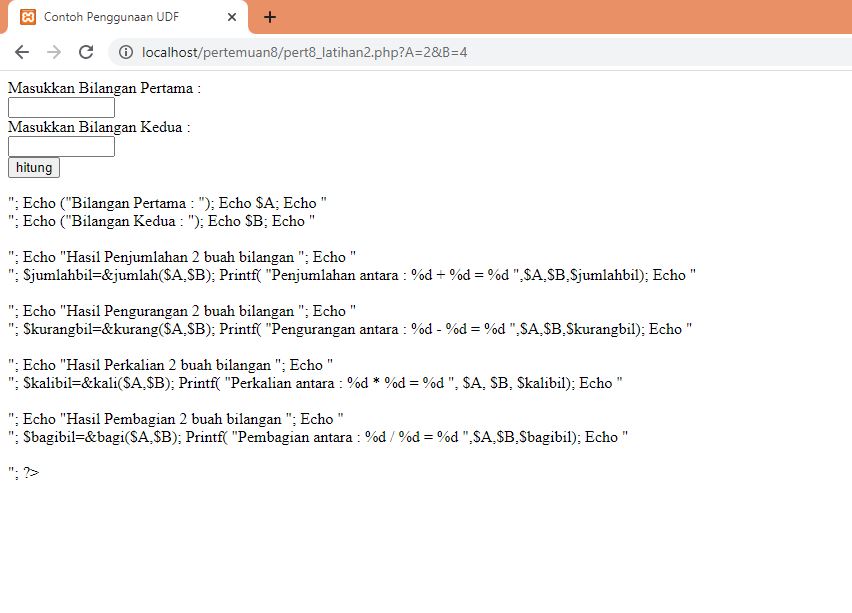 Contoh Penggunaan UDF
localhost/pertemuan8/pert8_latihan2.php?A=2&B=4
Masukkan Bilangan Pertama :
Masukkan Bilangan Kedua :
hitung
"; Echo ("Bilangan Pertama : "); Echo $A; Echo "
"; Echo ("Bilangan Kedua : "); Echo $B; Echo "
"; Echo "Hasil Penjumlahan 2 buah bilangan "; Echo "
"; $jumlahbil=&jumlah($A,$B); Printf( "Penjumlahan antara : %d + %d = %d ",$A,$B,$jumlahbil); Echo "
"; Echo "Hasil Pengurangan 2 buah bilangan "; Echo "
"; $kurangbil=&kurang($A,$B); Printf( "Pengurangan antara : %d - %d = %d ",$A,$B,$kurangbil); Echo "
"; Echo "Hasil Perkalian 2 buah bilangan "; Echo "
"; $kalibil=&kali($A,$B); Printf( "Perkalian antara : %d * %d = %d ", $A, $B, $kalibil); Echo "
"; Echo "Hasil Pembagian 2 buah bilangan "; Echo "
"; $bagibil=&bagi($A,$B); Printf( "Pembagian antara : %d / %d = %d ",$A,$B,$bagibil); Echo "
"; ?>